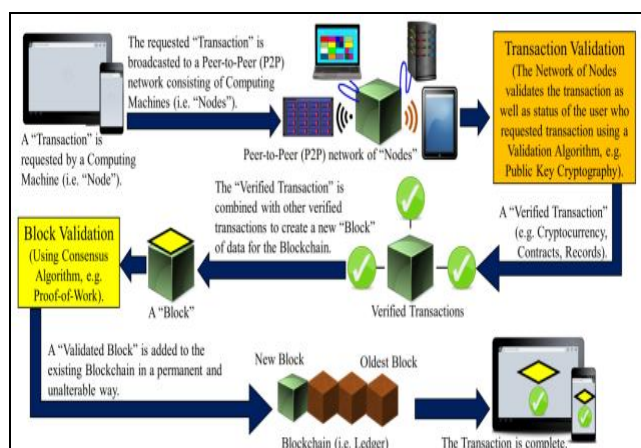 The requested “Transaction” is
broadcasted to a Peer-to-Peer (P2P)
network consisting of Computing
Machines (i.e. “Nodes”).
A “Transaction” is
requested by a Computing
Machine (i.e. “Node”).
Peer-to-Peer (P2P) network of “Nodes”
Transaction Validation
(The Network of Nodes
validates the transaction as
well as status of the user who
requested transaction using a
Validation Algorithm, e.g.
Public Key Cryptography).
The “Verified Transaction” is
combined with other verified
transactions to create a new “Block”
of data for the Blockchain.
A “Verified Transaction”
(e.g. Cryptocurrency,
Contracts, Records).
Block Validation
(Using Consensus
Algorithm, e.g.
Proof-of-Work).
A “Block”
Verified Transactions
A “Validated Block” is added to the
existing Blockchain in a permanent and
unalterable way.
New Block
Oldest Block
Blockchain (i.e. Ledger)
The Transaction is complete.